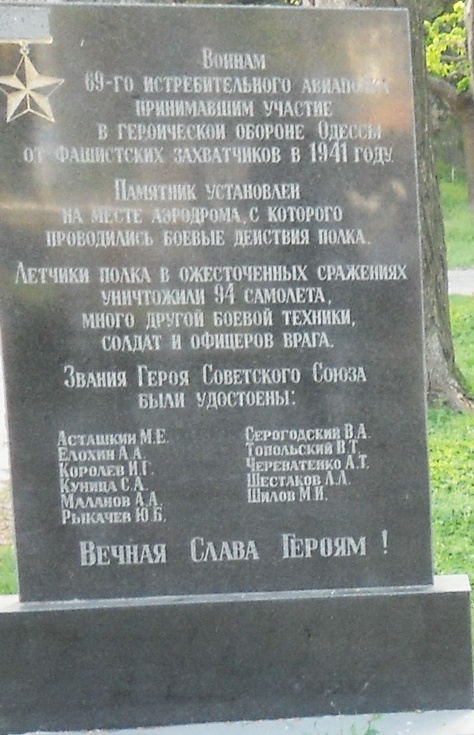 Воинам
69-го истребительного авиаполка
принимавшим участие
в героической обороне Одессы
от фашистских захватчиков в 1941 году
Памятник установлен
на месте аэродрома, с которого
проводились боевые действия полка.
Летчики полка в ожесточенных сражениях
уничтожили 94 самолета,
много другой боевой техники,
солдат и офицеров врага.
Звания Героя Советского Союза
были удостоены:
Асташкин М.Е.
Елохин А.А.
Королев И.Г.
Куница С.А.
Маланов А.А.
Рыкачев Ю.Б.
Серогодский В.А.
Топольский В.Т.
Череватенко А.Т.
Шестаков Л.Л.
Шилов М.И.
Вечная Слава Героям !